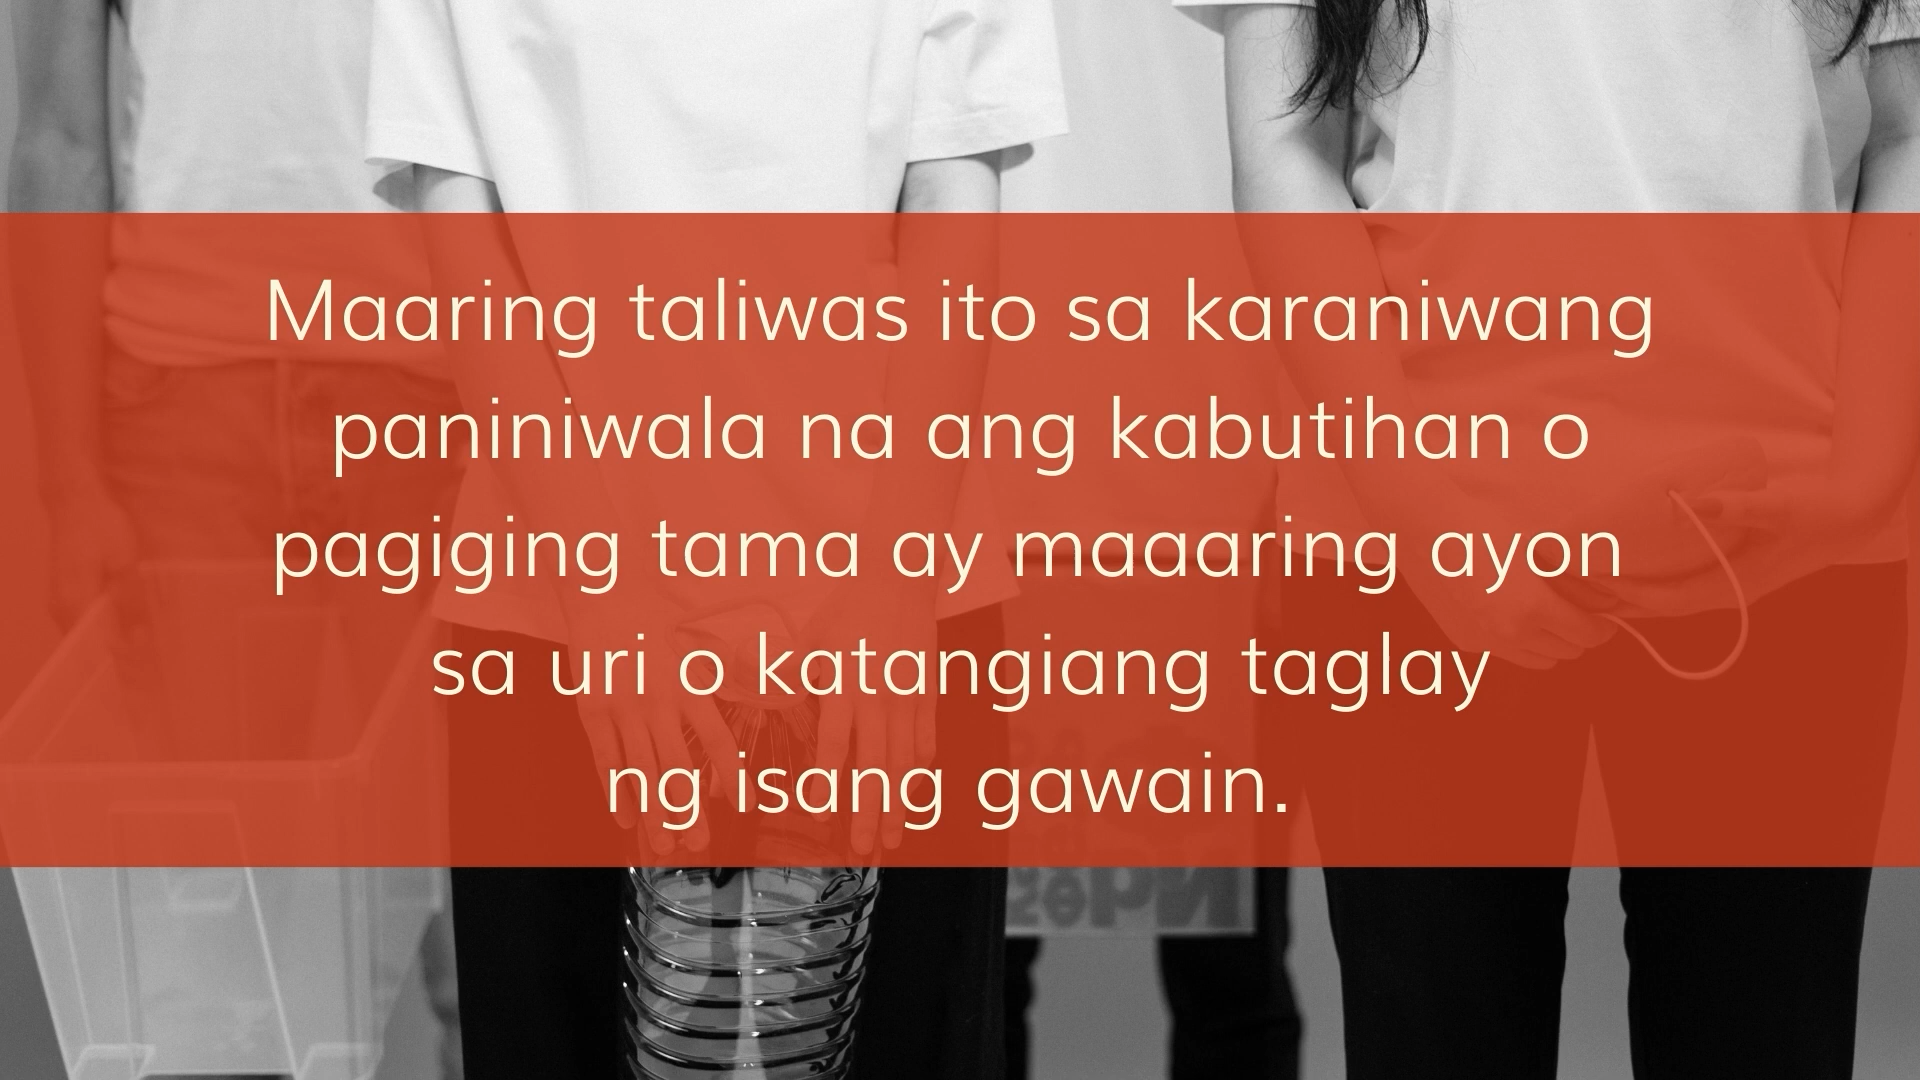 Maaring taliwas ito sa karaniwang
paniniwala na ang kabutihan o
pagiging tama ay maaaring ayon
sa uri o katangiang taglay
ng isang gawain.